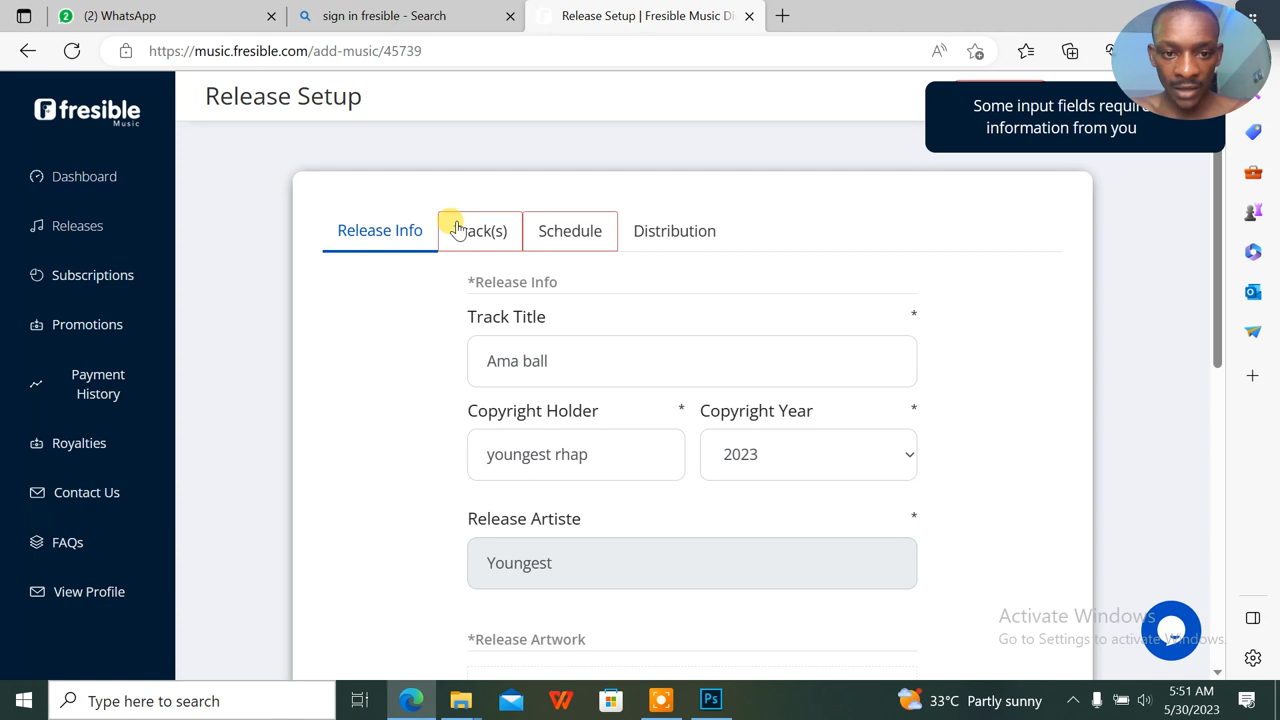 (2) WhatsApp
sign in fresible - Search
Release Setup | Fresible Music Di
https://music.fresible.com/add-music/45739
fresible
Music
Release Setup
Some input fields require
information from you
Dashboard
Releases
Subscriptions
Promotions
Payment
History
Royalties
Contact Us
FAQs
View Profile
Release Info
Track(s)
Schedule
Distribution
*Release Info
Track Title *
Ama ball
Copyright Holder *
Copyright Year *
youngest rhap
2023
Release Artiste *
Youngest
*Release Artwork
Activate Windows
Go to Settings to activate Windows.
Type here to search
Ps
33°C Partly sunny
5:51 AM
5/30/2023